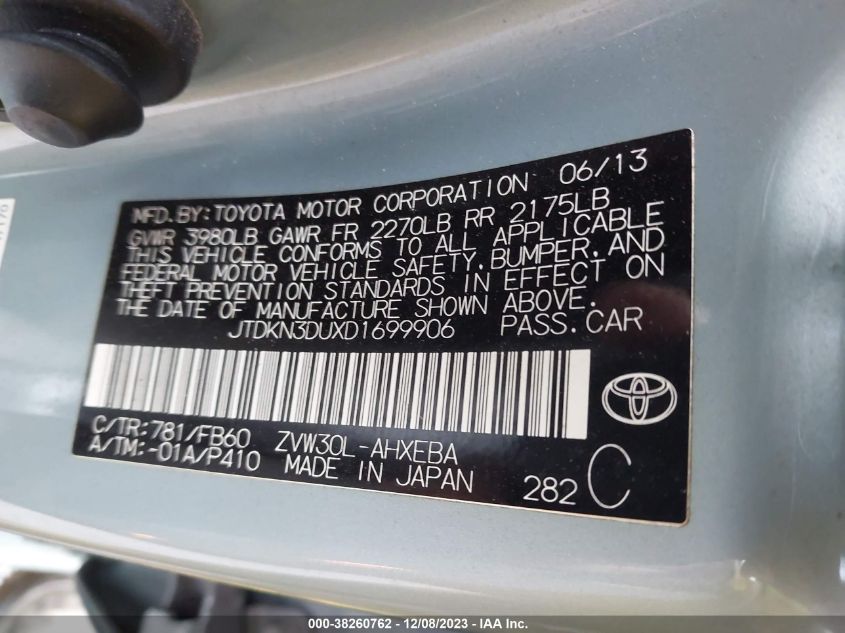 MFD. BY: TOYOTA MOTOR CORPORATION 06/13
GVWR 3980LB GAWR FR 2270LB RR 2175LB
THIS VEHICLE CONFORMS TO ALL APPLICABLE
FEDERAL MOTOR VEHICLE SAFETY, BUMPER, AND
THEFT PREVENTION STANDARDS IN EFFECT ON
THE DATE OF MANUFACTURE SHOWN ABOVE.
JTDKN3DUXD1699906 PASS. CAR
C/TR: 781/FB60 ZVW30L-AHXEBA
A/TM: -01A/P410 MADE IN JAPAN 282 C
000-38260762 - 12/08/2023 - IAA Inc.